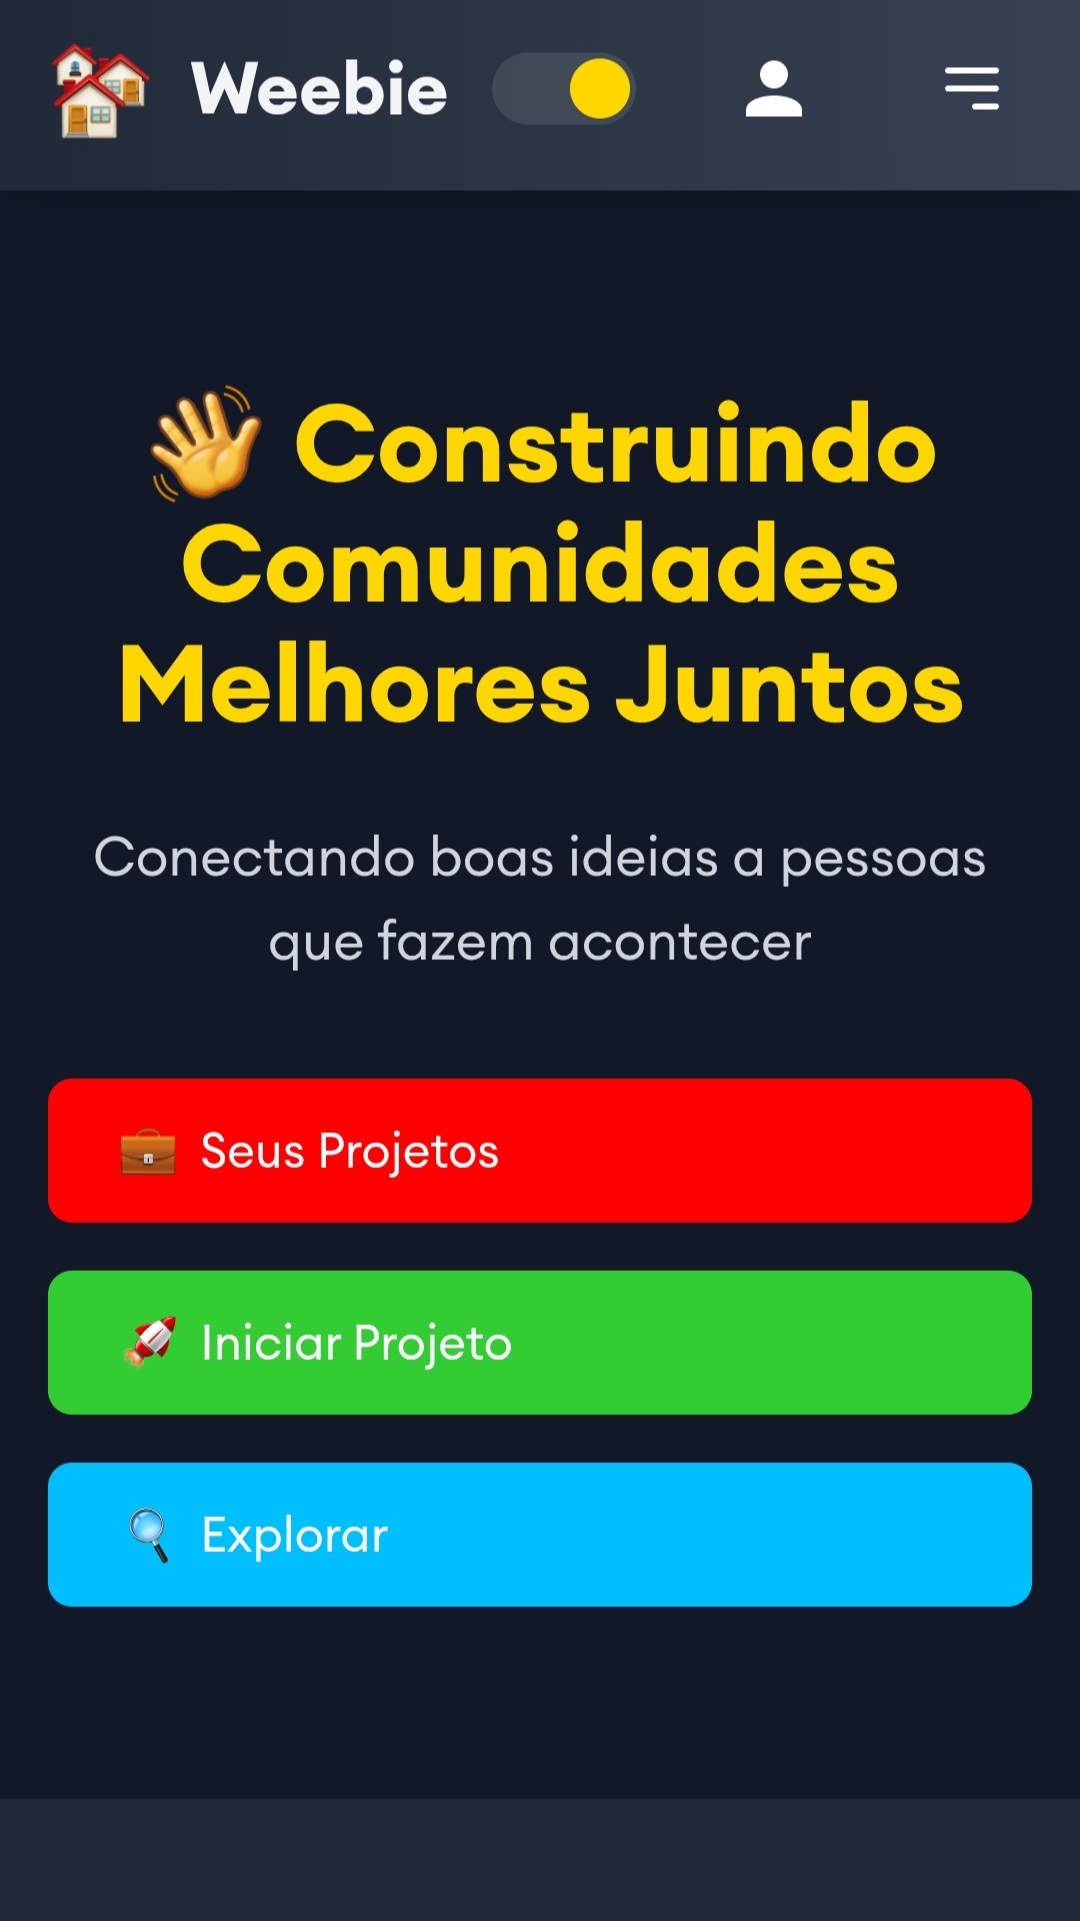 Weebie
Construindo
Comunidades
Melhores Juntos
Conectando boas ideias a pessoas
que fazem acontecer
Seus Projetos
Iniciar Projeto
Explorar